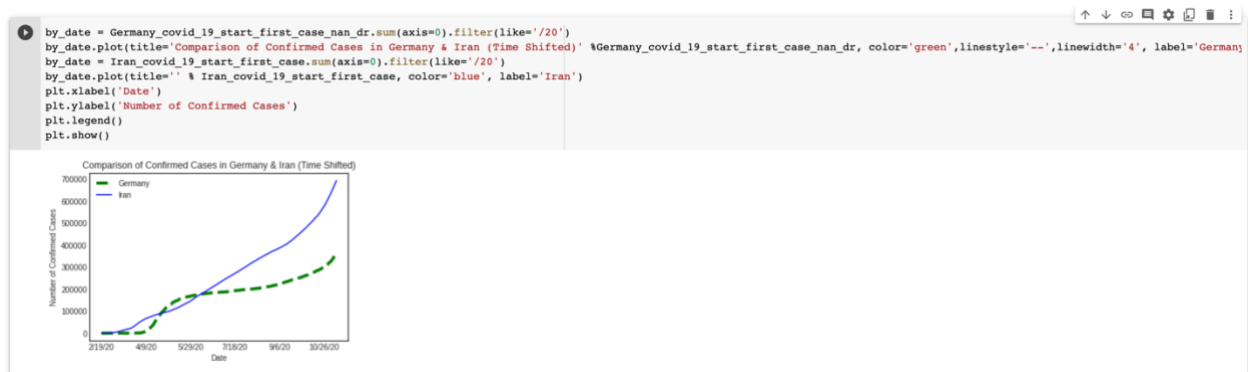 by_date = Germany_covid_19_start_first_case_nan_dr.sum(axis=0).filter(like='/20')
by_date.plot(title='Comparison of Confirmed Cases in Germany & Iran (Time Shifted)' %Germany_covid_19_start_first_case_nan_dr, color='green',linestyle='--',linewidth='4', label='Germany
by_date = Iran_covid_19_start_first_case.sum(axis=0).filter(like='/20')
by_date.plot(title='' % Iran_covid_19_start_first_case, color='blue', label='Iran')
plt.xlabel('Date')
plt.ylabel('Number of Confirmed Cases')
plt.legend()
plt.show()
Comparison of Confirmed Cases in Germany & Iran (Time Shifted)
Germany
Iran
700000
600000
500000
400000
300000
200000
100000
0
Number of Confirmed Cases
2/19/20 4/9/20 5/29/20 7/18/20 9/6/20 10/26/20
Date